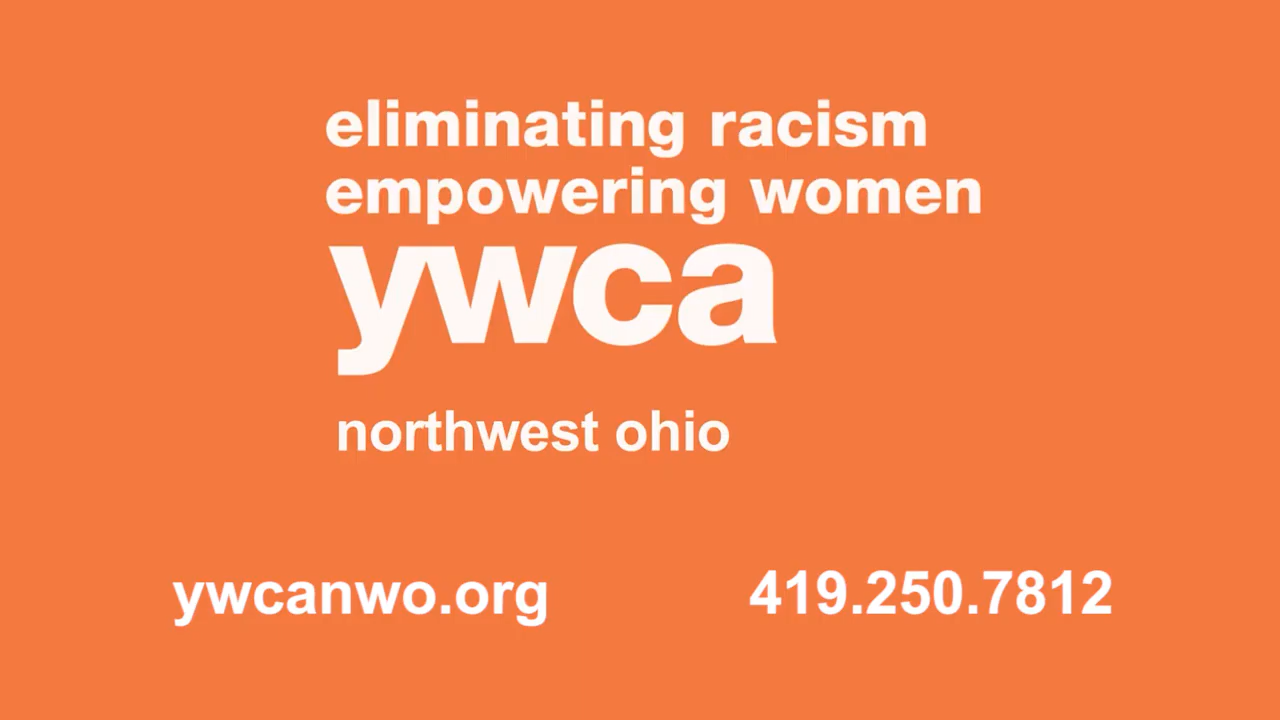 eliminating racism
empowering women
ywca
northwest ohio
ywcanwo.org 419.250.7812